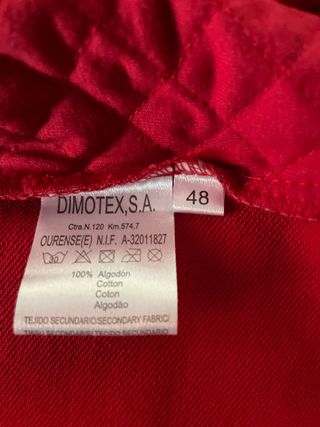 DIMOTEX,S.A.
48
Ctra.N.120 Km.574.7
OURENSE(E) N.I.F. A-32011827
100% Algodón
Cotton
Coton
Algodão
TEJIDO SECUNDARIO/SECONDARY FABRIC/